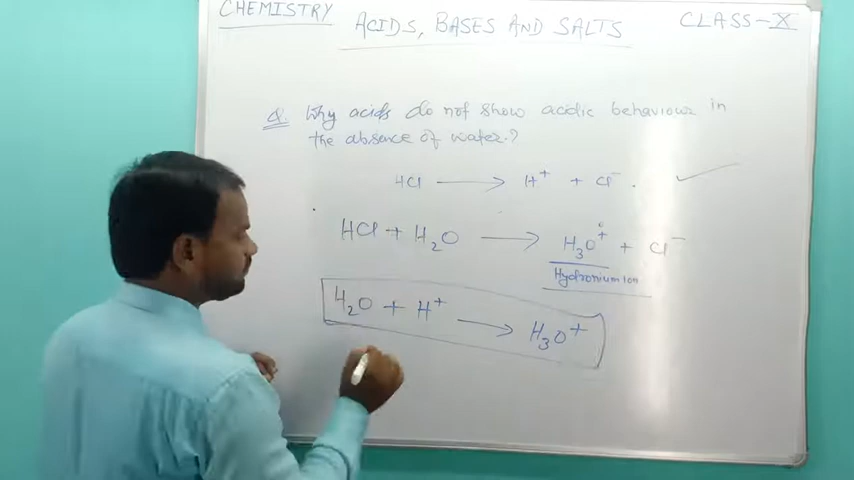 CHEMISTRY
ACIDS, BASES AND SALTS
CLASS-X
Q. Why acids do not show acidic behaviour in
the absence of water.?
HCl ⟶ H⁺ + Cl⁻.
HCl + H₂O ⟶ H₃O⁺ + Cl⁻
Hydronium ion
H₂O + H⁺ ⟶ H₃O⁺